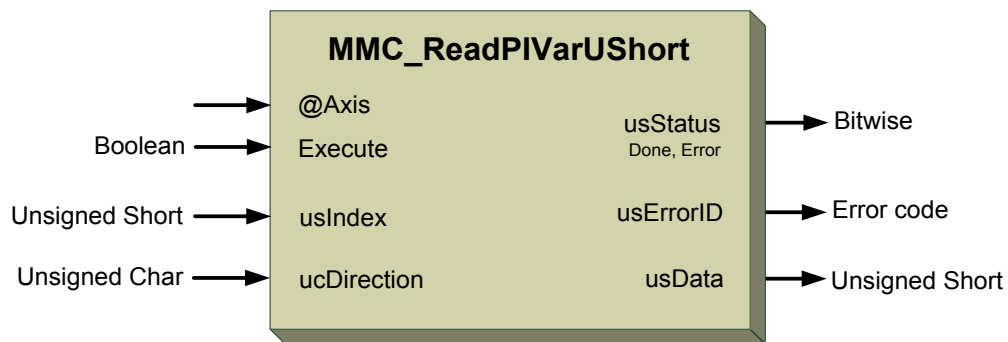 MMC_ReadPIVarUShort
@Axis
Boolean
Execute
usStatus
Done, Error
Bitwise
Unsigned Short
usIndex
usErrorID
Error code
Unsigned Char
ucDirection
usData
Unsigned Short